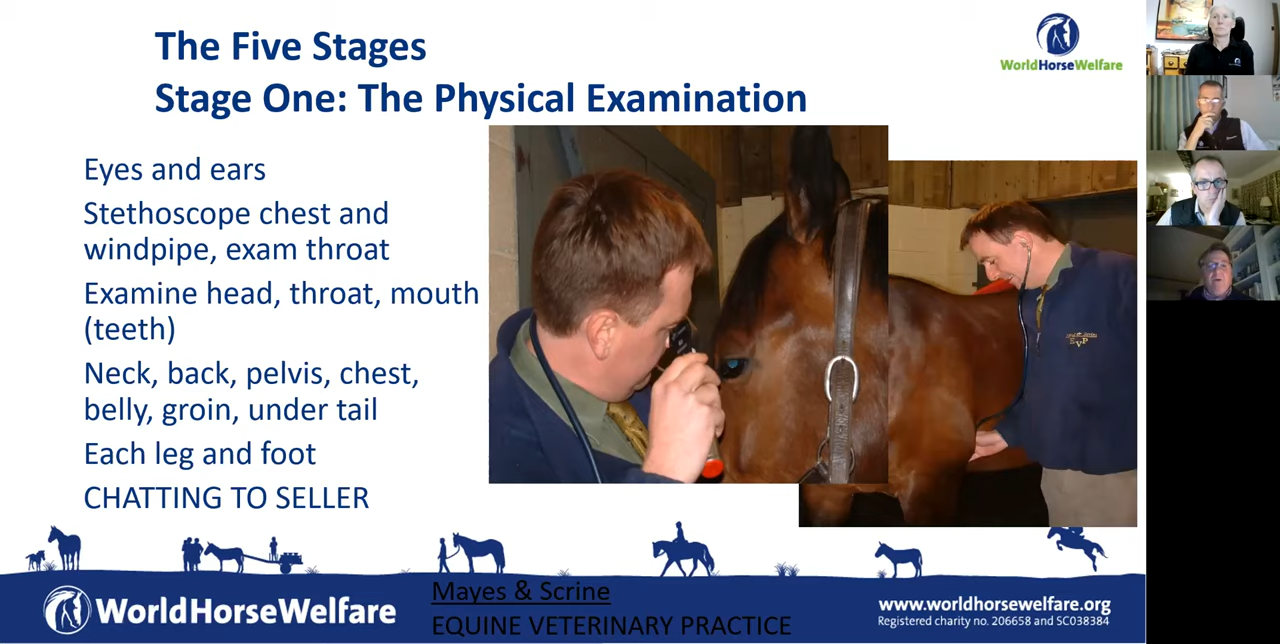 The Five Stages
Stage One: The Physical Examination
WorldHorseWelfare
Eyes and ears
Stethoscope chest and
windpipe, exam throat
Examine head, throat, mouth
(teeth)
Neck, back, pelvis, chest,
belly, groin, under tail
Each leg and foot
CHATTING TO SELLER
WorldHorseWelfare
Mayes & Scrine
EQUINE VETERINARY PRACTICE
www.worldhorsewelfare.org
Registered charity no. 206658 and SC038384